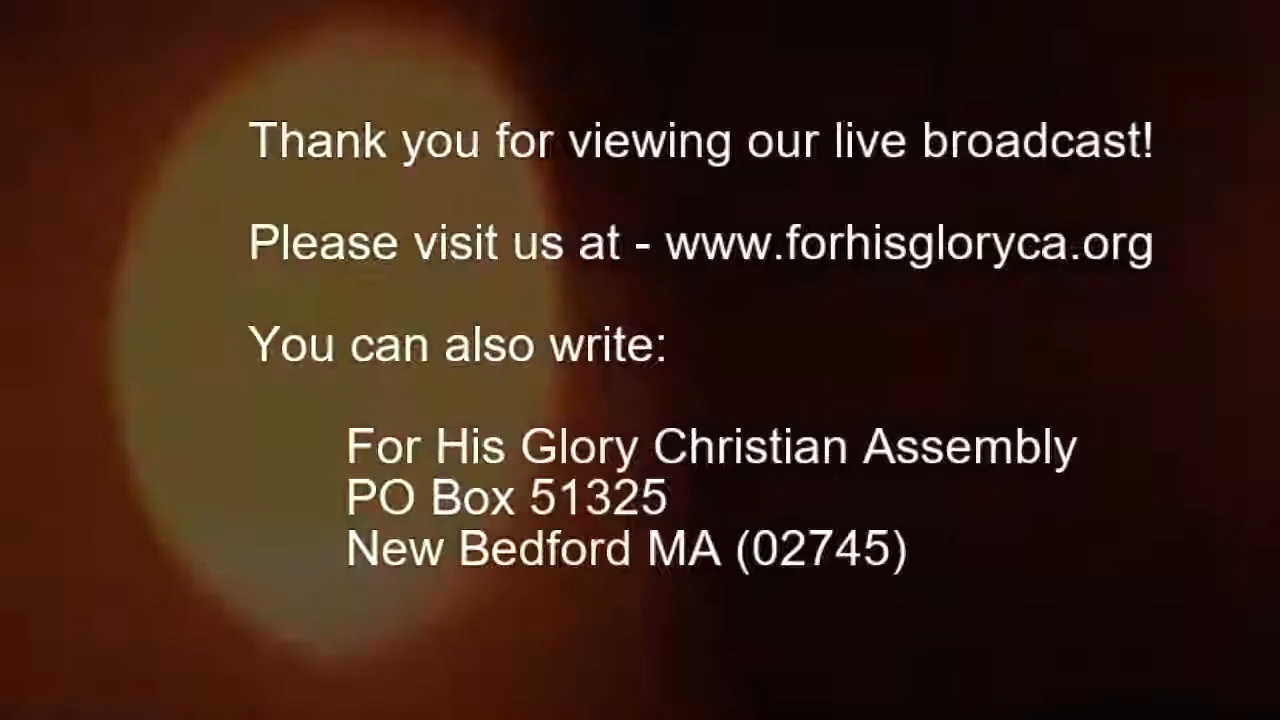 Thank you for viewing our live broadcast!
Please visit us at - www.forhisgloryca.org
You can also write:
For His Glory Christian Assembly
PO Box 51325
New Bedford MA (02745)